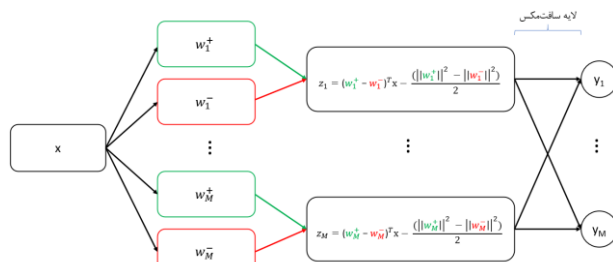 لایه سافت‌مکس
x
w₁⁺
w₁⁻
⋮
w_M⁺
w_M⁻
z₁ = (w₁⁺ - w₁⁻)ᵀx − (||w₁⁺||² − ||w₁⁻||²)/2
⋮
z_M = (w_M⁺ - w_M⁻)ᵀx − (||w_M⁺||² − ||w_M⁻||²)/2
y₁
⋮
y_M